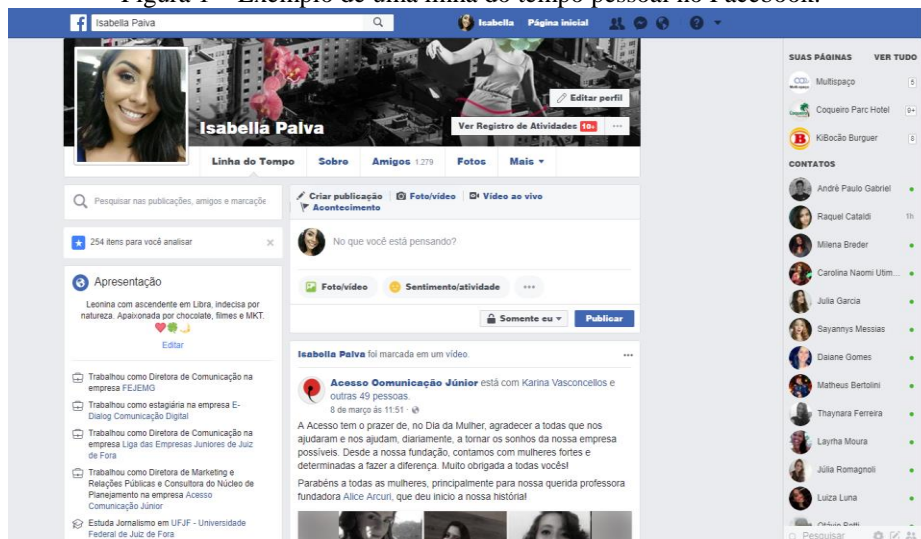 Figura 1 – Exemplo de uma linha do tempo pessoal no Facebook.
Isabella Paiva
Isabella Página inicial
Editar perfil
Isabella Paiva
Ver Registro de Atividades 10+
Linha do Tempo Sobre Amigos 1.279 Fotos Mais
Pesquisar nas publicações, amigos e marcaçõe
254 itens para você analisar
Apresentação
Leonina com ascendente em Libra, indecisa por
natureza. Apaixonada por chocolate, filmes e MKT.
Editar
Trabalhou como Diretora de Comunicação na
empresa FEJEMG
Trabalhou como estagiária na empresa E-
Dialog Comunicação Digital
Trabalhou como Diretora de Comunicação na
empresa Liga das Empresas Juniores de Juiz
de Fora
Trabalhou como Diretora de Marketing e
Relações Públicas e Consultora do Núcleo de
Planejamento na empresa Acesso
Comunicação Júnior
Estuda Jornalismo em UFJF - Universidade
Federal de Juiz de Fora
Criar publicação Foto/vídeo Vídeo ao vivo
Acontecimento
No que você está pensando?
Foto/vídeo Sentimento/atividade
Somente eu Publicar
Isabella Paiva foi marcada em um vídeo.
Acesso Comunicação Júnior está com Karina Vasconcellos e
outras 49 pessoas.
8 de março às 11:51
A Acesso tem o prazer de, no Dia da Mulher, agradecer a todas que nos
ajudaram e nos ajudam, diariamente, a tornar os sonhos da nossa empresa
possíveis. Desde a nossa fundação, contamos com mulheres fortes e
determinadas a fazer a diferença. Muito obrigada a todas vocês!
Parabéns a todas as mulheres, principalmente para nossa querida professora
fundadora Alice Arcuri, que deu inicio a nossa história!
SUAS PÁGINAS VER TUDO
Multispaço
Coqueiro Parc Hotel 9+
KiBocão Burguer
CONTATOS
André Paulo Gabriel
Raquel Cataldi 1h
Milena Breder
Carolina Naomi Utim...
Julia Garcia
Sayannys Messias
Daiane Gomes
Matheus Bertolini
Thaynara Ferreira
Layrha Moura
Júlia Romagnoli
Luiza Luna
Pesquisar